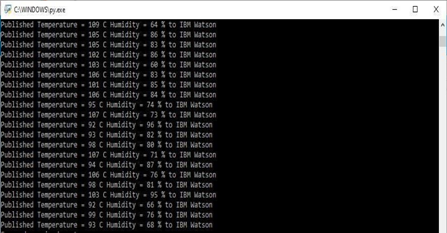 C:\WINDOWS\py.exe
Published Temperature = 109 C Humidity = 64 % to IBM Watson
Published Temperature = 105 C Humidity = 86 % to IBM Watson
Published Temperature = 105 C Humidity = 83 % to IBM Watson
Published Temperature = 102 C Humidity = 86 % to IBM Watson
Published Temperature = 103 C Humidity = 60 % to IBM Watson
Published Temperature = 106 C Humidity = 83 % to IBM Watson
Published Temperature = 101 C Humidity = 85 % to IBM Watson
Published Temperature = 106 C Humidity = 84 % to IBM Watson
Published Temperature = 95 C Humidity = 74 % to IBM Watson
Published Temperature = 107 C Humidity = 73 % to IBM Watson
Published Temperature = 92 C Humidity = 96 % to IBM Watson
Published Temperature = 93 C Humidity = 82 % to IBM Watson
Published Temperature = 98 C Humidity = 80 % to IBM Watson
Published Temperature = 107 C Humidity = 71 % to IBM Watson
Published Temperature = 94 C Humidity = 87 % to IBM Watson
Published Temperature = 106 C Humidity = 76 % to IBM Watson
Published Temperature = 98 C Humidity = 81 % to IBM Watson
Published Temperature = 103 C Humidity = 95 % to IBM Watson
Published Temperature = 92 C Humidity = 66 % to IBM Watson
Published Temperature = 99 C Humidity = 76 % to IBM Watson
Published Temperature = 93 C Humidity = 68 % to IBM Watson